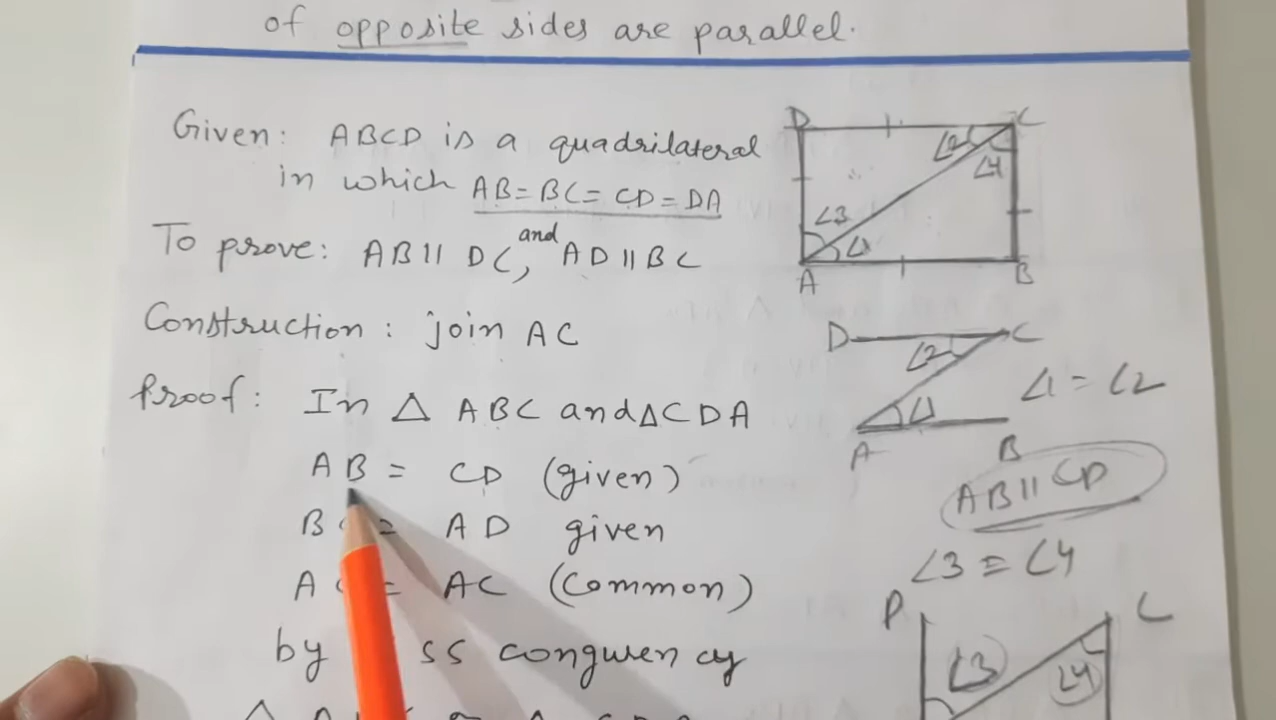 of opposite sides are parallel.
Given: ABCD is a quadrilateral
in which AB=BC=CD=DA
To prove: AB∥DC, and AD∥BC
Construction: join AC
Proof: In △ ABC and △CDA
AB = CD (given)
B = AD given
A = AC (Common)
by SS conguency
D C
∠2 ∠4
∠3 ∠1
A B
D C
∠2
∠1
A B
∠1 = ∠2
AB∥CD
∠3 = ∠4
D C
∠3 ∠4